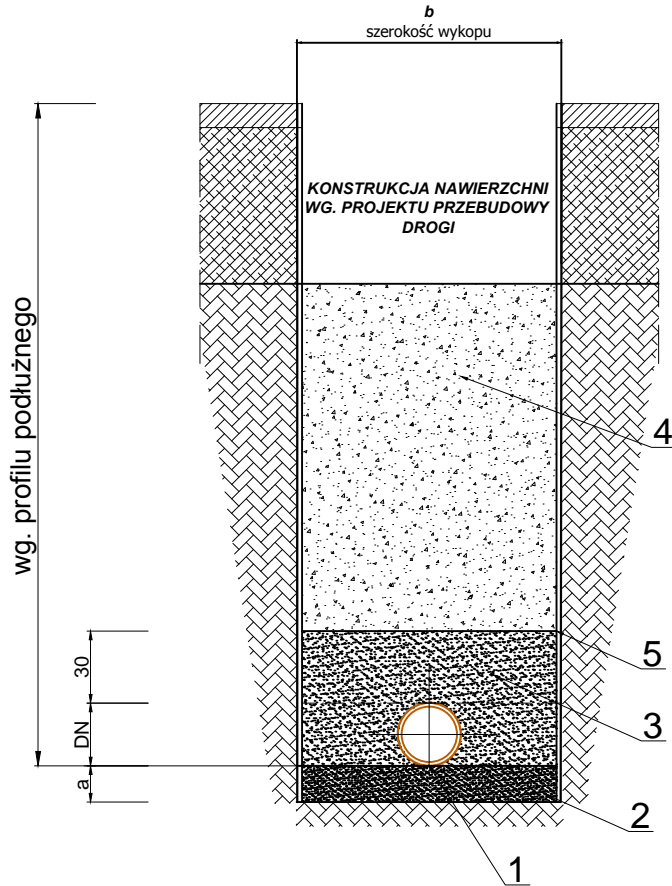 b
szerokość wykopu
KONSTRUKCJA NAWIERZCHNI
WG. PROJEKTU PRZEBUDOWY
DROGI
wg. profilu podłużnego
4
30
5
DN
3
a
2
1